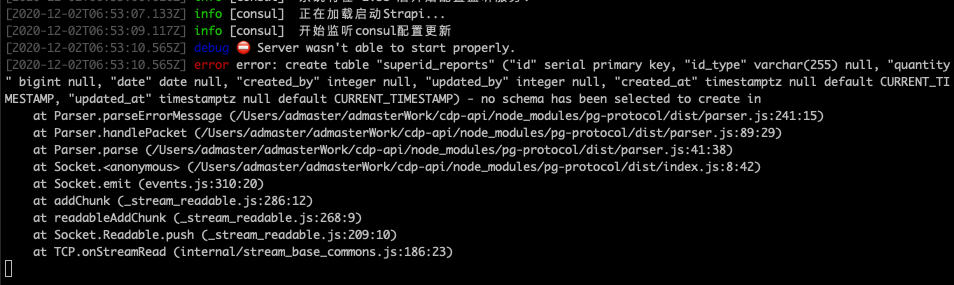 [2020-12-02T06:53:07.133Z] info [consul] 正在加载启动Strapi...
[2020-12-02T06:53:09.117Z] info [consul] 开始监听consul配置更新
[2020-12-02T06:53:10.565Z] debug ⛔ Server wasn't able to start properly.
[2020-12-02T06:53:10.565Z] error error: create table "superid_reports" ("id" serial primary key, "id_type" varchar(255) null, "quantity
" bigint null, "date" date null, "created_by" integer null, "updated_by" integer null, "created_at" timestamptz null default CURRENT_TI
MESTAMP, "updated_at" timestamptz null default CURRENT_TIMESTAMP) - no schema has been selected to create in
at Parser.parseErrorMessage (/Users/admaster/admasterWork/cdp-api/node_modules/pg-protocol/dist/parser.js:241:15)
at Parser.handlePacket (/Users/admaster/admasterWork/cdp-api/node_modules/pg-protocol/dist/parser.js:89:29)
at Parser.parse (/Users/admaster/admasterWork/cdp-api/node_modules/pg-protocol/dist/parser.js:41:38)
at Socket.<anonymous> (/Users/admaster/admasterWork/cdp-api/node_modules/pg-protocol/dist/index.js:8:42)
at Socket.emit (events.js:310:20)
at addChunk (_stream_readable.js:286:12)
at readableAddChunk (_stream_readable.js:268:9)
at Socket.Readable.push (_stream_readable.js:209:10)
at TCP.onStreamRead (internal/stream_base_commons.js:186:23)